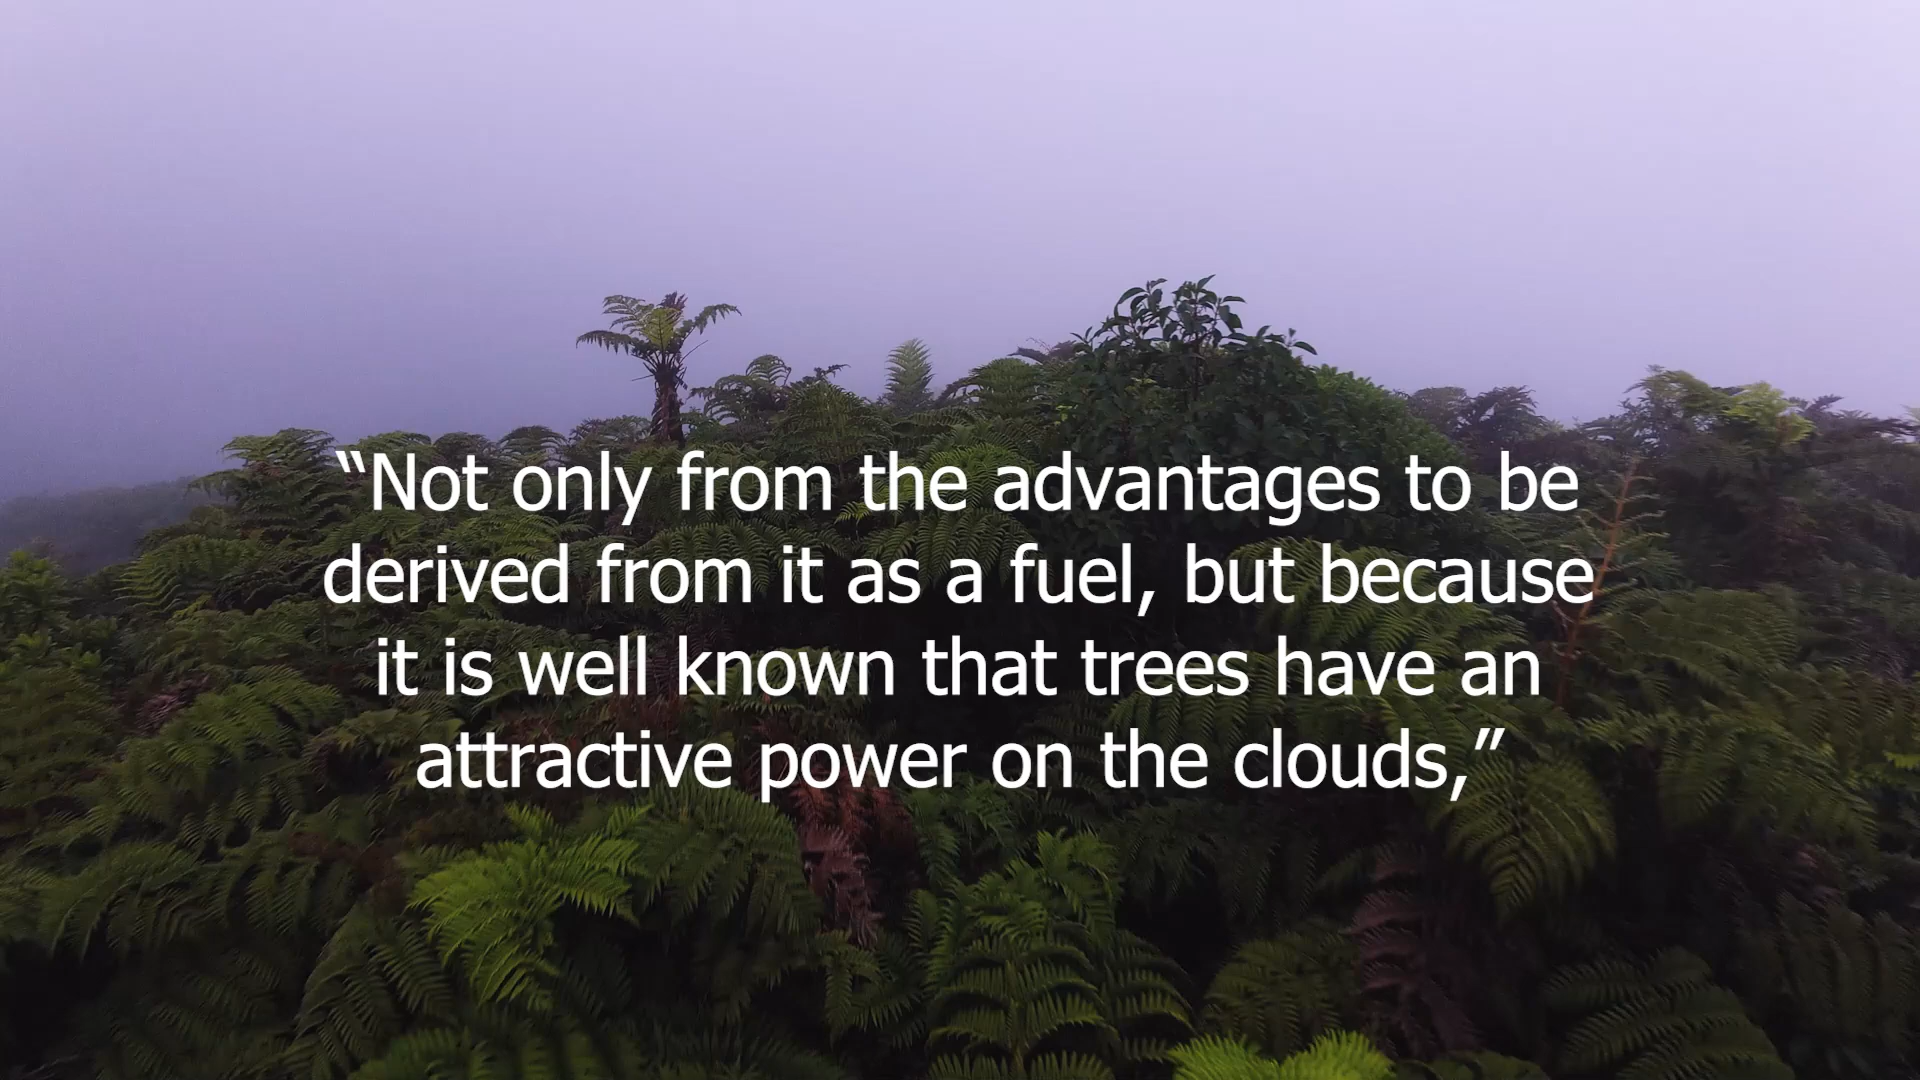 “Not only from the advantages to be
derived from it as a fuel, but because
it is well known that trees have an
attractive power on the clouds,”